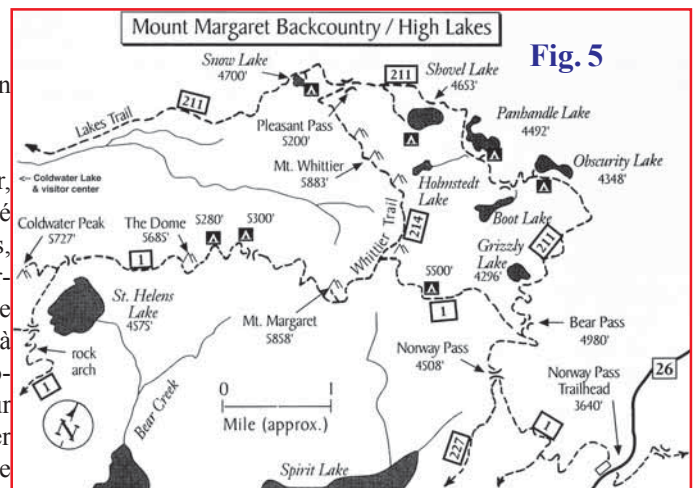 Mount Margaret Backcountry / High Lakes
Fig. 5
Snow Lake
4700'
211
Shovel Lake
4653'
211
Lakes Trail
Pleasant Pass
5200'
Panhandle Lake
4492'
← Coldwater Lake
& visitor center
Mt. Whittier
5883'
Holmstedt
Lake
Obscurity Lake
4348'
Coldwater Peak
5727'
The Dome
5685'
5280'
5300'
Whittier Trail
214
Boot Lake
211
Grizzly
Lake
4296'
1
St. Helens
Lake
4575'
Mt. Margaret
5858'
5500'
1
Bear Pass
4980'
rock
arch
Norway Pass
4508'
Norway Pass
Trailhead
3640'
26
1
N
Bear Creek
0 1
Mile (approx.)
227
1
Spirit Lake
n
r,
é
s,
r-
e
à
o-
ur
er
e